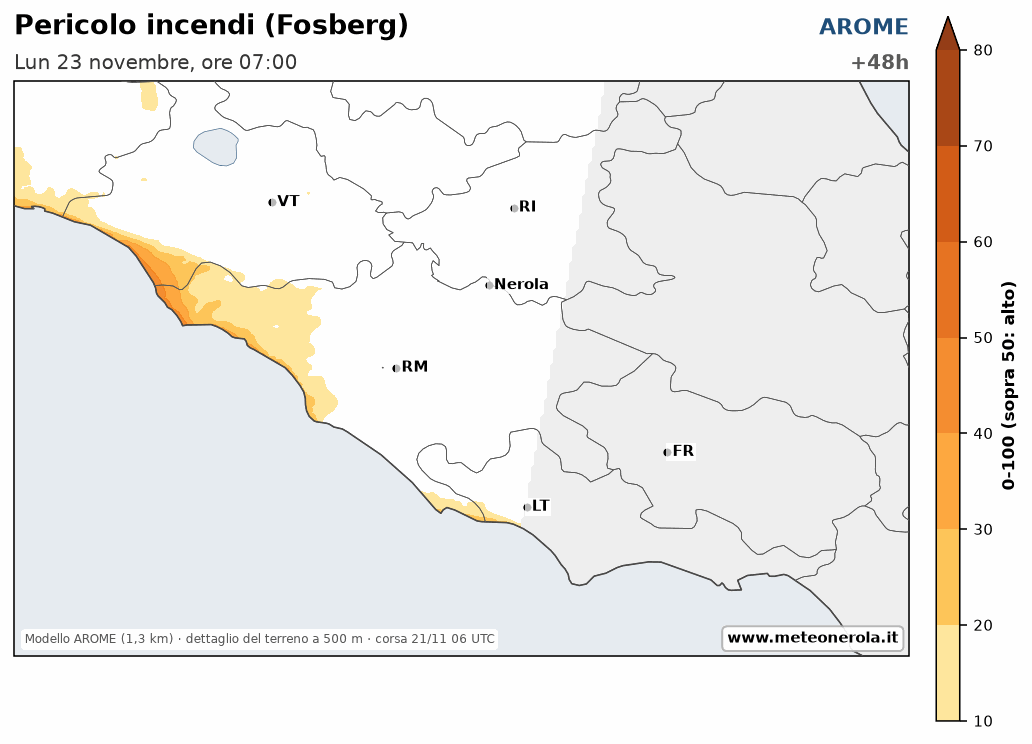 Pericolo incendi (Fosberg)
AROME
Lun 23 novembre, ore 07:00
+48h
80
70
60
50
40
30
20
10
0-100 (sopra 50: alto)
VT
RI
Nerola
RM
FR
LT
Modello AROME (1,3 km) · dettaglio del terreno a 500 m · corsa 21/11 06 UTC
www.meteonerola.it